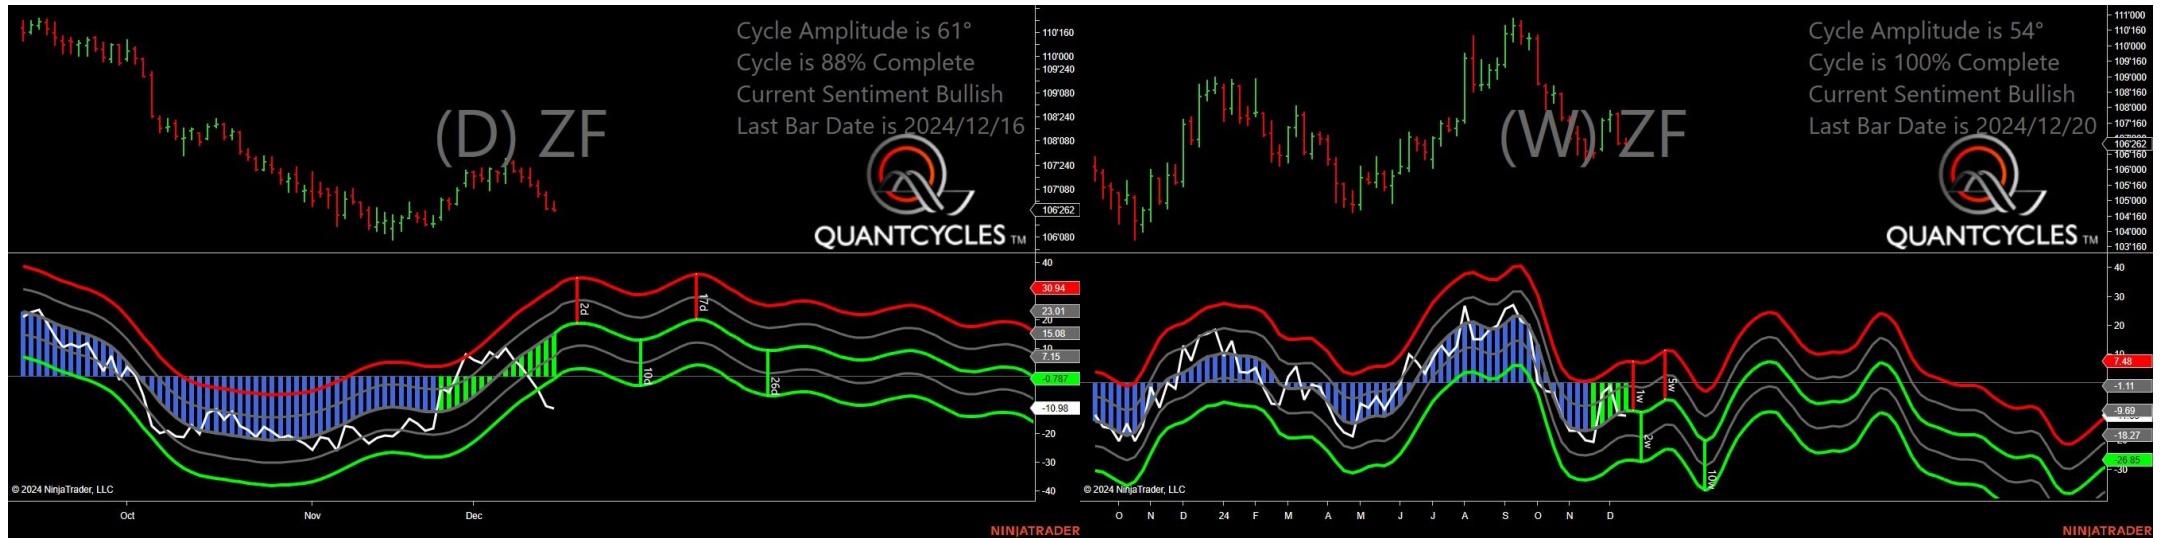 Cycle Amplitude is 61°
Cycle is 88% Complete
Current Sentiment Bullish
Last Bar Date is 2024/12/16
(D) ZF
QUANTCYCLES TM
110'160
110'000
109'240
109'080
108'240
108'080
107'240
107'080
106'262
106'080
40
30.94
23.01
20
15.08
10
7.15
-0.787
-10.98
-20
-30
-40
2d
10d
17d
26d
© 2024 NinjaTrader, LLC
Oct Nov Dec
NINJATRADER
Cycle Amplitude is 54°
Cycle is 100% Complete
Current Sentiment Bullish
Last Bar Date is 2024/12/20
(W) ZF
QUANTCYCLES TM
111'000
110'160
110'000
109'160
109'000
108'160
108'000
107'160
106'262
106'160
106'000
105'160
105'000
104'160
104'000
103'160
40
30
20
10
7.48
-1.11
-9.69
-18.27
-26.85
-30
1w
2w
5w
10w
© 2024 NinjaTrader, LLC
O N D 24 F M A M J J A S O N D
NINJATRADER